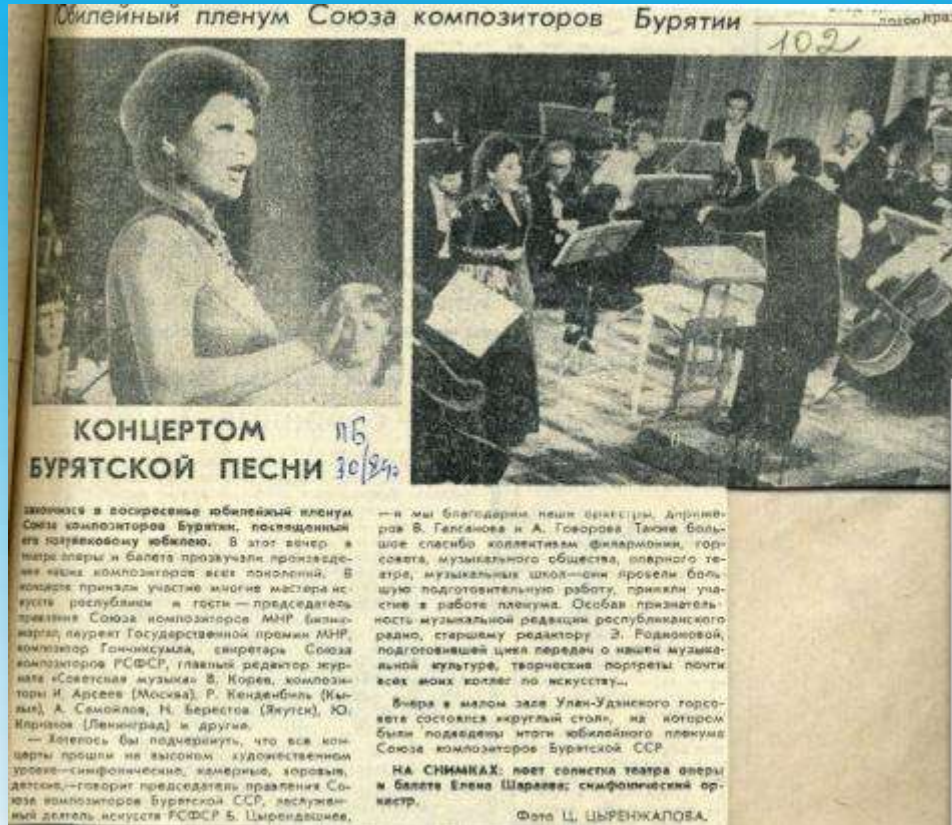 Юбилейный пленум Союза композиторов Бурятии
102
КОНЦЕРТОМ
БУРЯТСКОЙ ПЕСНИ
ПБ
закончился в воскресенье юбилейный пленум
Союза композиторов Бурятии, посвященный
его полувековому юбилею. В этот вечер в
театре оперы и балета прозвучали произведе-
ния наших композиторов всех поколений. В
концерте приняли участие многие мастера ис-
кусств республики и гости — председатель
правления Союза композиторов МНР
лауреат Государственной премии МНР,
композитор Гончиксумла, секретарь Союза
композиторов РСФСР, главный редактор жур-
нала «Советская музыка» В. Корев, компози-
торы И. Арсеев (Москва), Р. Кенденбиль (Кы-
зыл), А. Самойлов, Н. Берестов (Якутск), Ю.
Корнаков (Ленинград) и другие.
— Хотелось бы подчеркнуть, что все кон-
церты прошли на высоком художественном
уровне—симфонические, камерные, хоровые,
детские,—говорит председатель правления Со-
юза композиторов Бурятской ССР, заслужен-
ный деятель искусств РСФСР Б. Цырендашиев,
—и мы благодарим наши оркестры, дирижe-
ров В. Галсанова и А. Говорова. Также боль-
шое спасибо коллективам филармонии, гор-
совета, музыкального общества, оперного те-
атра, музыкальных школ—они провели боль-
шую подготовительную работу, приняли уча-
стие в работе пленума. Особая признатель-
ность музыкальной редакции республиканского
радио, старшему редактору Э. Родионовой,
подготовившей цикл передач о нашей музыка-
льной культуре, творческие портреты почти
всех моих коллег по искусству...
Вчера в малом зале Улан-Удэнского горсо-
вета состоялся «круглый стол», на котором
были подведены итоги юбилейного пленума
Союза композиторов Бурятской ССР
НА СНИМКАХ: поет солистка театра оперы
и балета Елена Шараева; симфонический ор-
кестр.
Фото Ц. ЦЫРЕНЖАПОВА.